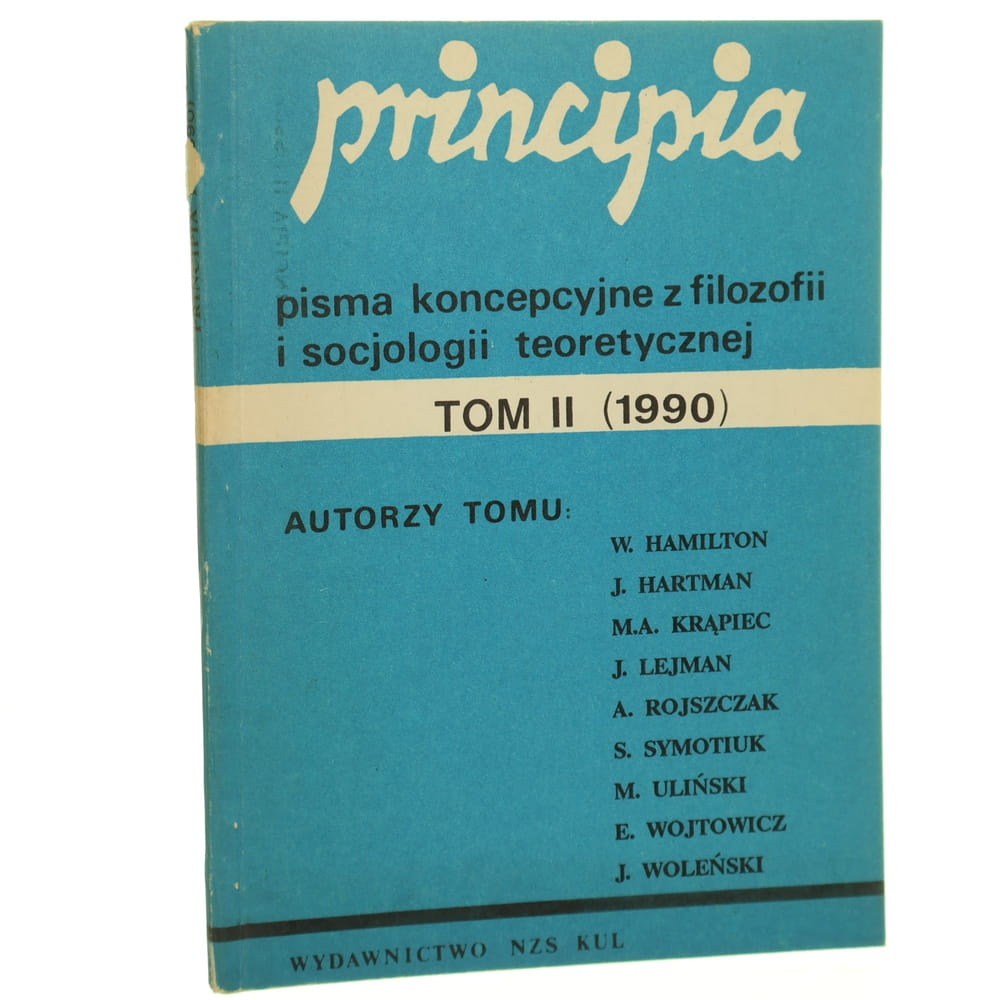 principia
pisma koncepcyjne z filozofii
i socjologii teoretycznej
TOM II (1990)
AUTORZY TOMU:
W. HAMILTON
J. HARTMAN
M.A. KRĄPIEC
J. LEJMAN
A. ROJSZCZAK
S. SYMOTIUK
M. ULIŃSKI
E. WOJTOWICZ
J. WOLEŃSKI
WYDAWNICTWO NZS KUL